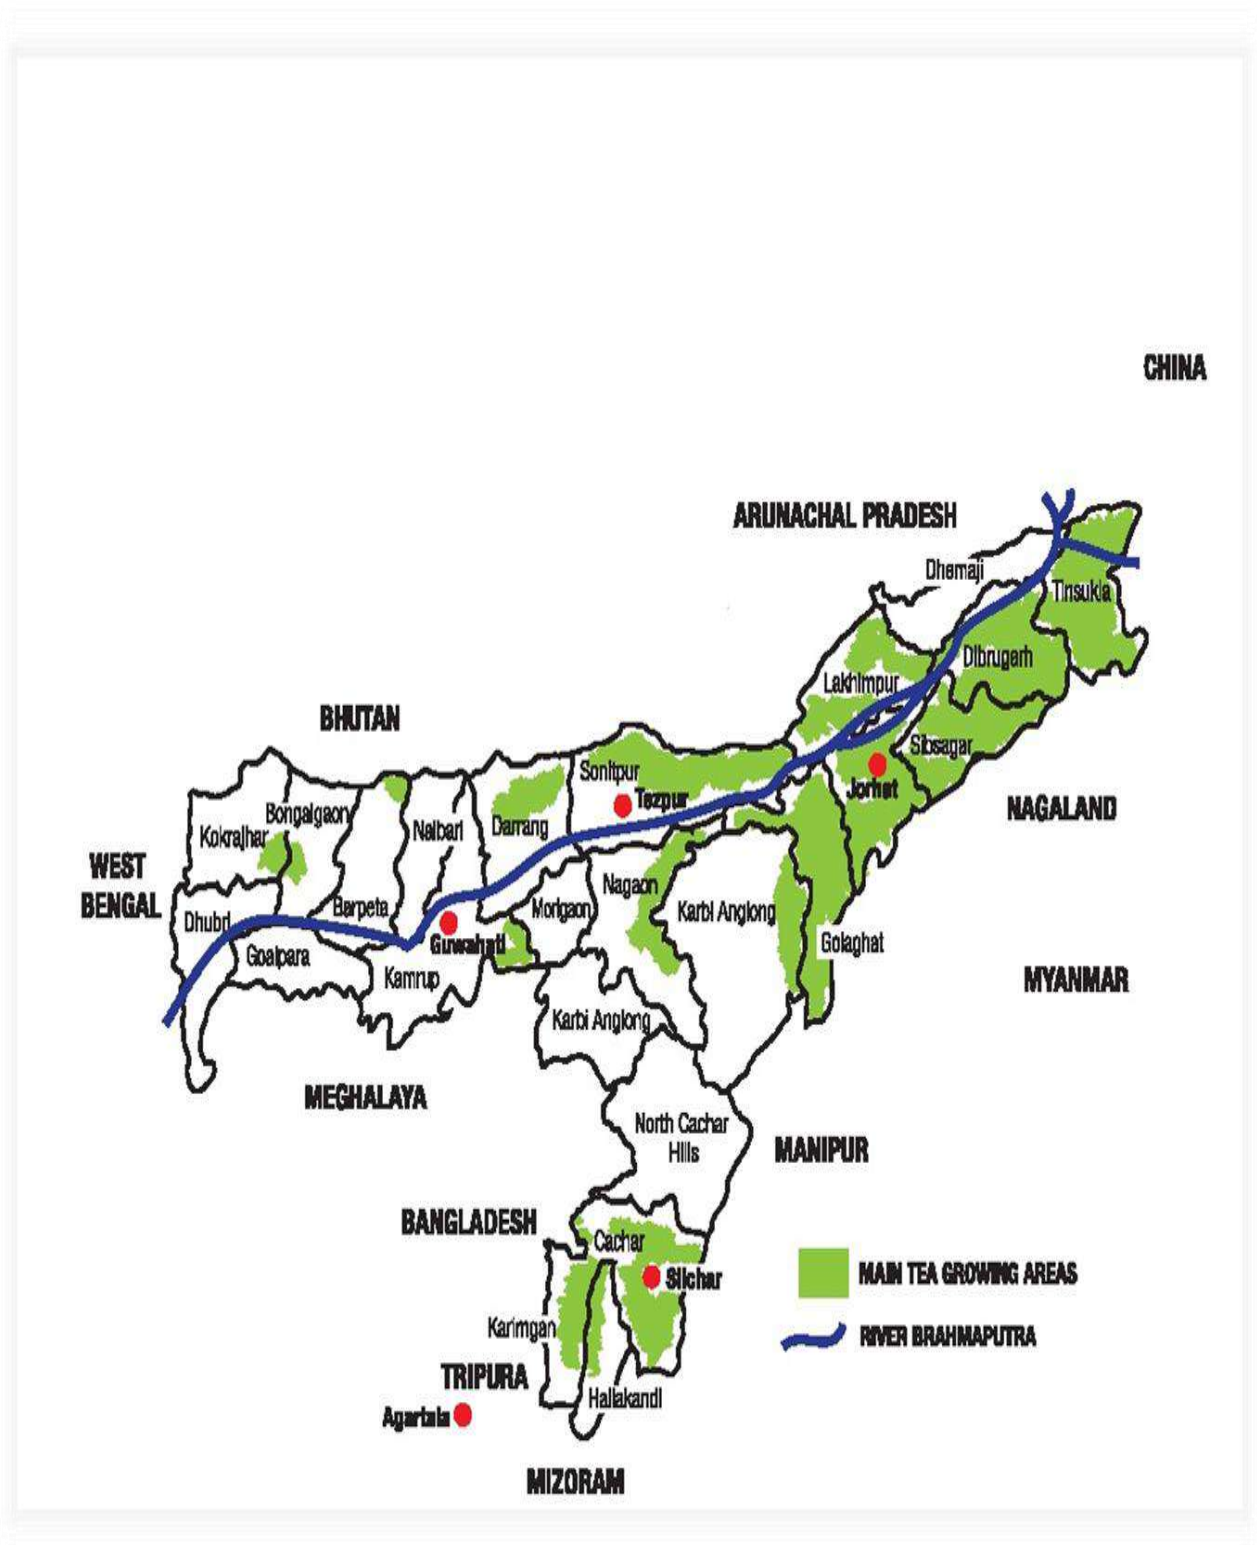 CHINA
ARUNACHAL PRADESH
Dhemaji
Tinsukia
Dibrugarh
Lakhimpur
BHUTAN
Sibsagar
Sonitpur
Jorhat
Tezpur
NAGALAND
Bongalgaon
Kokrajhar
Nalbari
Darrang
WEST
BENGAL
Nagaon
Barpeta
Morigaon
Karbi Anglong
Dhubri
Guwahati
Golaghat
Goalpara
Kamrup
MYANMAR
Karbi Anglong
MEGHALAYA
North Cachar
Hills
MANIPUR
BANGLADESH
Cachar
Silchar
MAIN TEA GROWING AREAS
Karimgan
RIVER BRAHMAPUTRA
TRIPURA
Hailakandi
Agartala
MIZORAM